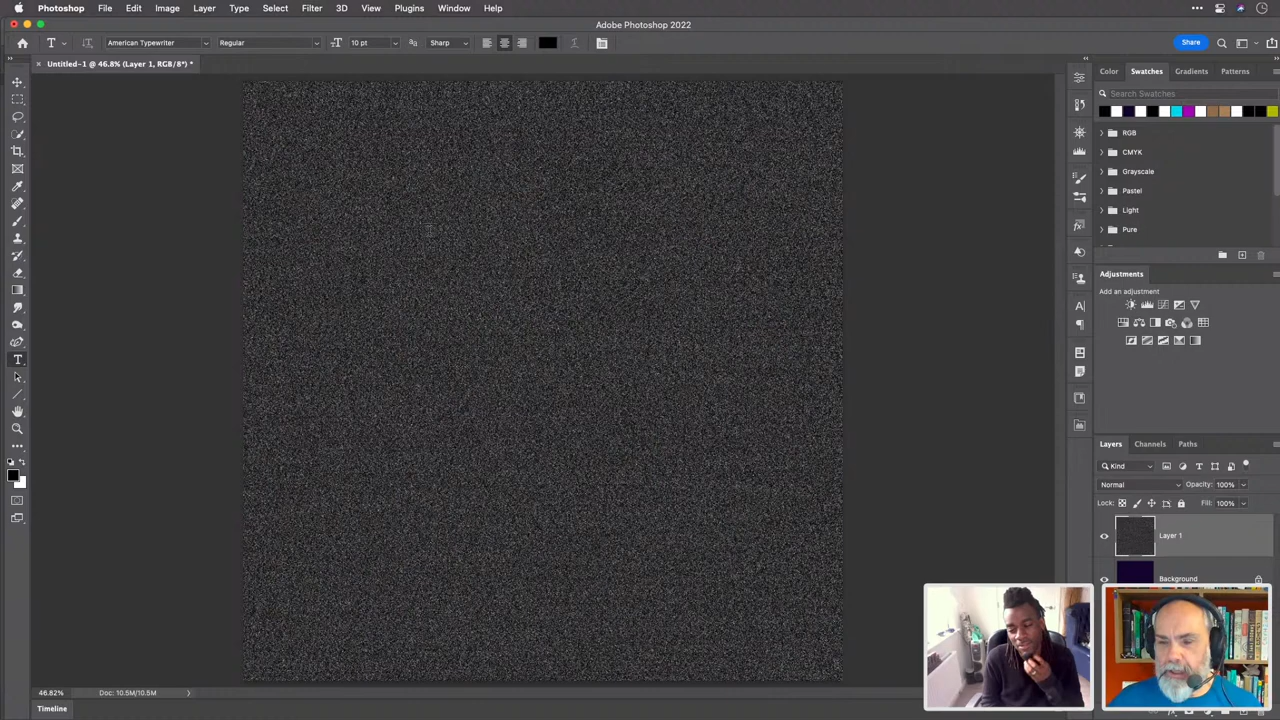 Photoshop File Edit Image Layer Type Select Filter 3D View Plugins Window Help
Adobe Photoshop 2022
American Typewriter Regular 10 pt Sharp Share
Untitled-1 @ 46.8% (Layer 1, RGB/8*) *
Color Swatches Gradients Patterns
Search Swatches
RGB
CMYK
Grayscale
Pastel
Light
Pure
Adjustments
Add an adjustment
Layers Channels Paths
Kind
Normal Opacity: 100%
Lock: Fill: 100%
Layer 1
Background
46.82% Doc: 10.5M/10.5M
Timeline